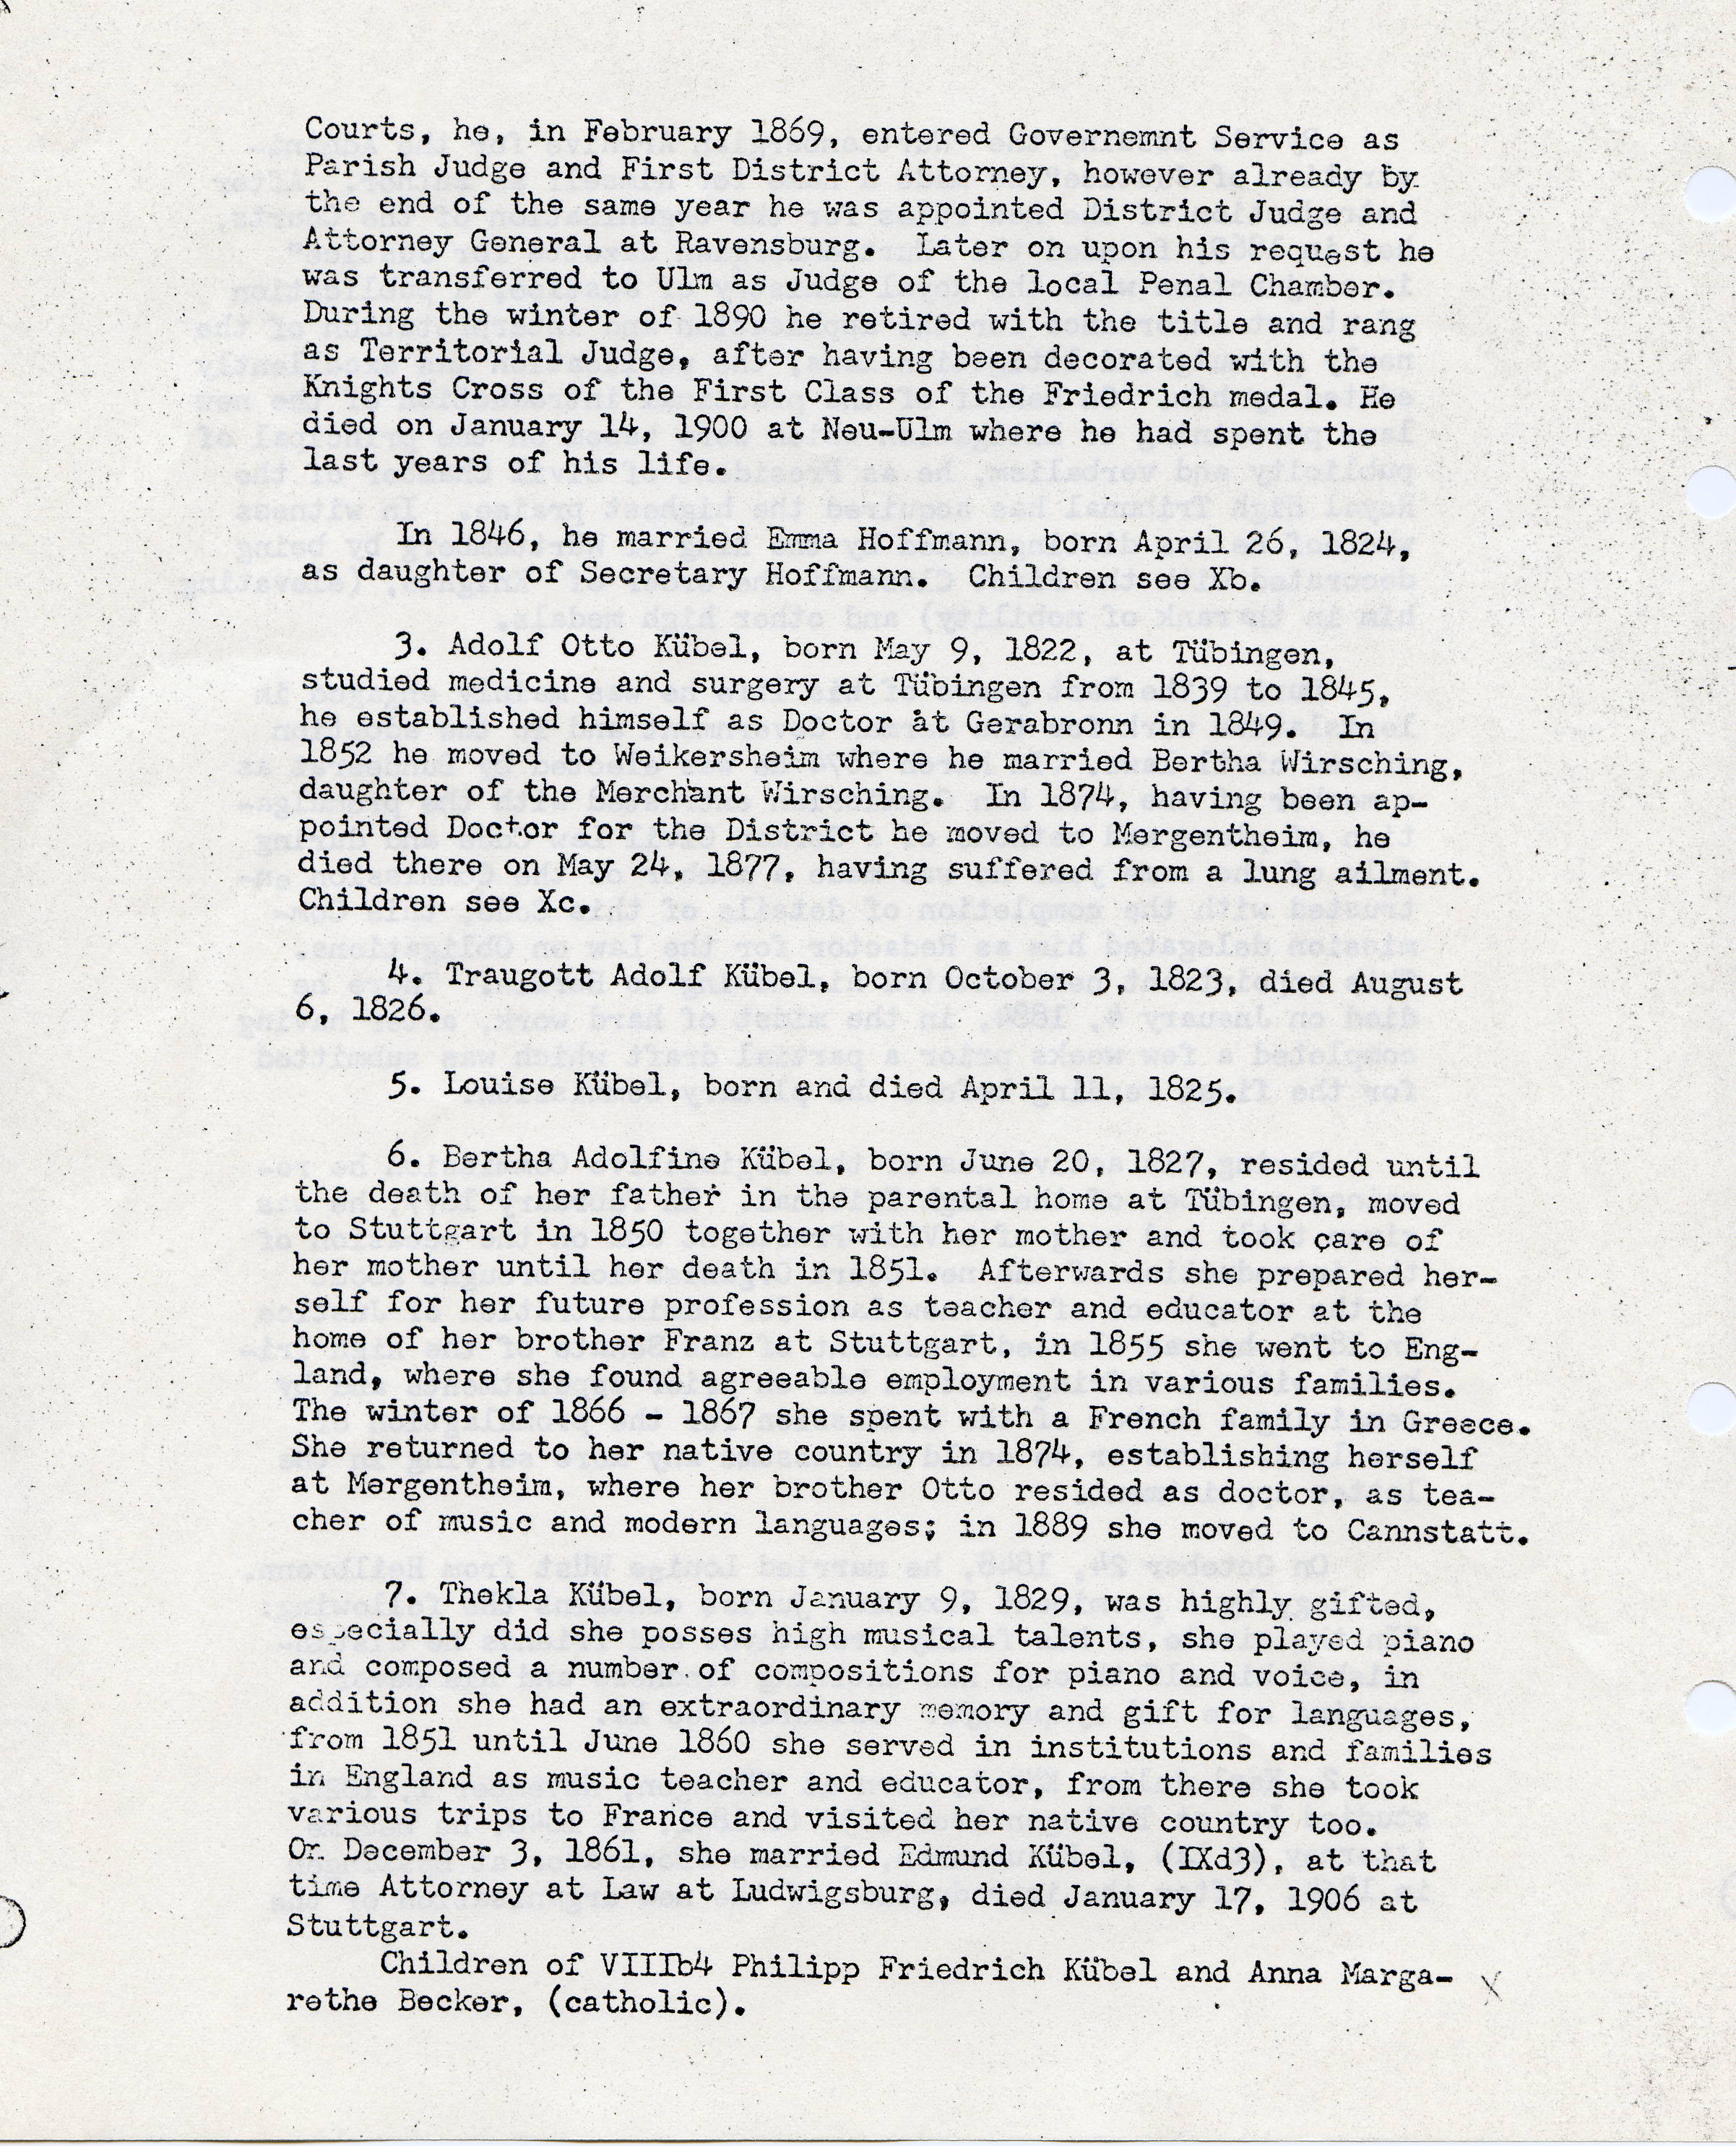 Courts, he, in February 1869, entered Governemnt Service as
Parish Judge and First District Attorney, however already by
the end of the same year he was appointed District Judge and
Attorney General at Ravensburg. Later on upon his request he
was transferred to Ulm as Judge of the local Penal Chamber.
During the winter of 1890 he retired with the title and rang
as Territorial Judge, after having been decorated with the
Knights Cross of the First Class of the Friedrich medal. He
died on January 14, 1900 at Neu-Ulm where he had spent the
last years of his life.
In 1846, he married Emma Hoffmann, born April 26, 1824,
as daughter of Secretary Hoffmann. Children see Xb.
3. Adolf Otto Kübel, born May 9, 1822, at Tübingen,
studied medicine and surgery at Tübingen from 1839 to 1845,
he established himself as Doctor at Gerabronn in 1849. In
1852 he moved to Weikersheim where he married Bertha Wirsching,
daughter of the Merchant Wirsching. In 1874, having been ap-
pointed Doctor for the District he moved to Mergentheim, he
died there on May 24, 1877, having suffered from a lung ailment.
Children see Xc.
4. Traugott Adolf Kübel, born October 3, 1823, died August
6, 1826.
5. Louise Kübel, born and died April 11, 1825.
6. Bertha Adolfine Kübel, born June 20, 1827, resided until
the death of her father in the parental home at Tübingen, moved
to Stuttgart in 1850 together with her mother and took care of
her mother until her death in 1851. Afterwards she prepared her-
self for her future profession as teacher and educator at the
home of her brother Franz at Stuttgart, in 1855 she went to Eng-
land, where she found agreeable employment in various families.
The winter of 1866 - 1867 she spent with a French family in Greece.
She returned to her native country in 1874, establishing herself
at Mergentheim, where her brother Otto resided as doctor, as tea-
cher of music and modern languages; in 1889 she moved to Cannstatt.
7. Thekla Kübel, born January 9, 1829, was highly gifted,
especially did she posses high musical talents, she played piano
and composed a number of compositions for piano and voice, in
addition she had an extraordinary memory and gift for languages,
from 1851 until June 1860 she served in institutions and families
in England as music teacher and educator, from there she took
various trips to France and visited her native country too.
On December 3, 1861, she married Edmund Kübel, (IXd3), at that
time Attorney at Law at Ludwigsburg, died January 17, 1906 at
Stuttgart.
Children of VIIIb4 Philipp Friedrich Kübel and Anna Marga- X
rethe Becker, (catholic).